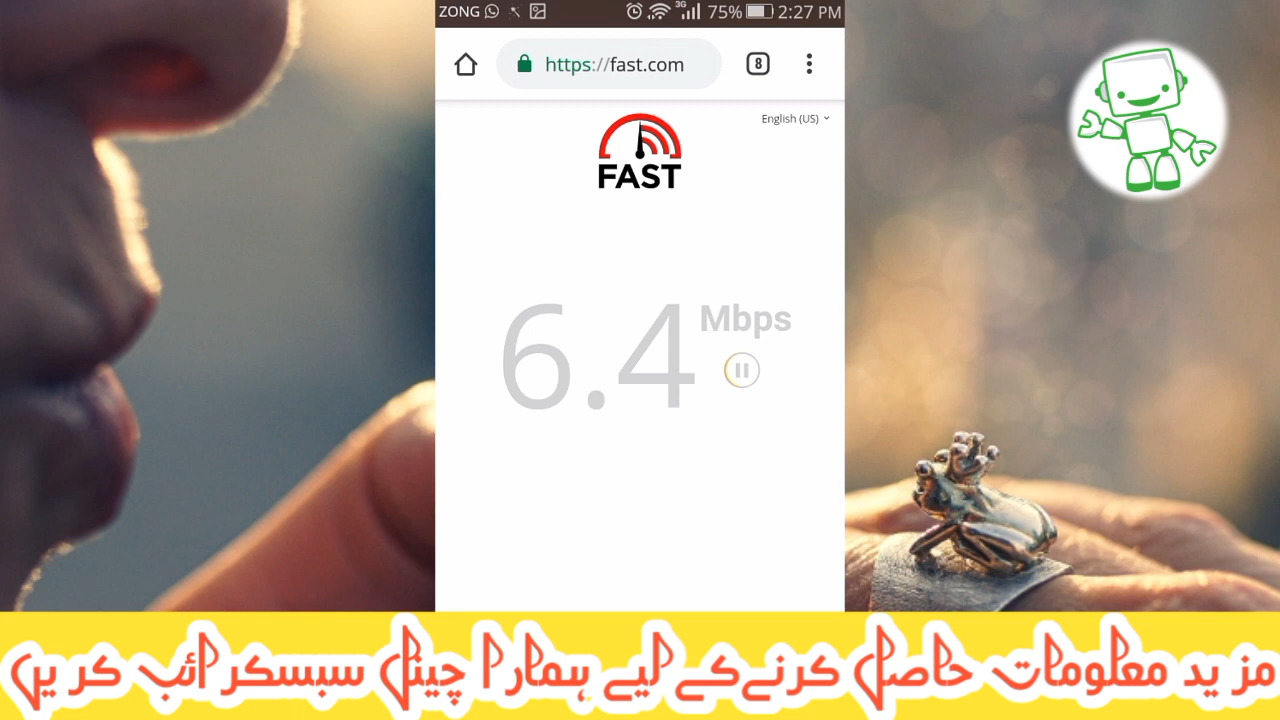 ZONG 3G 75% 2:27 PM
https://fast.com 8
English (US)
FAST
6.4 Mbps
مزید معلومات حاصل کرنے کے لیے ہمارا چینل سبسکرائب کریں